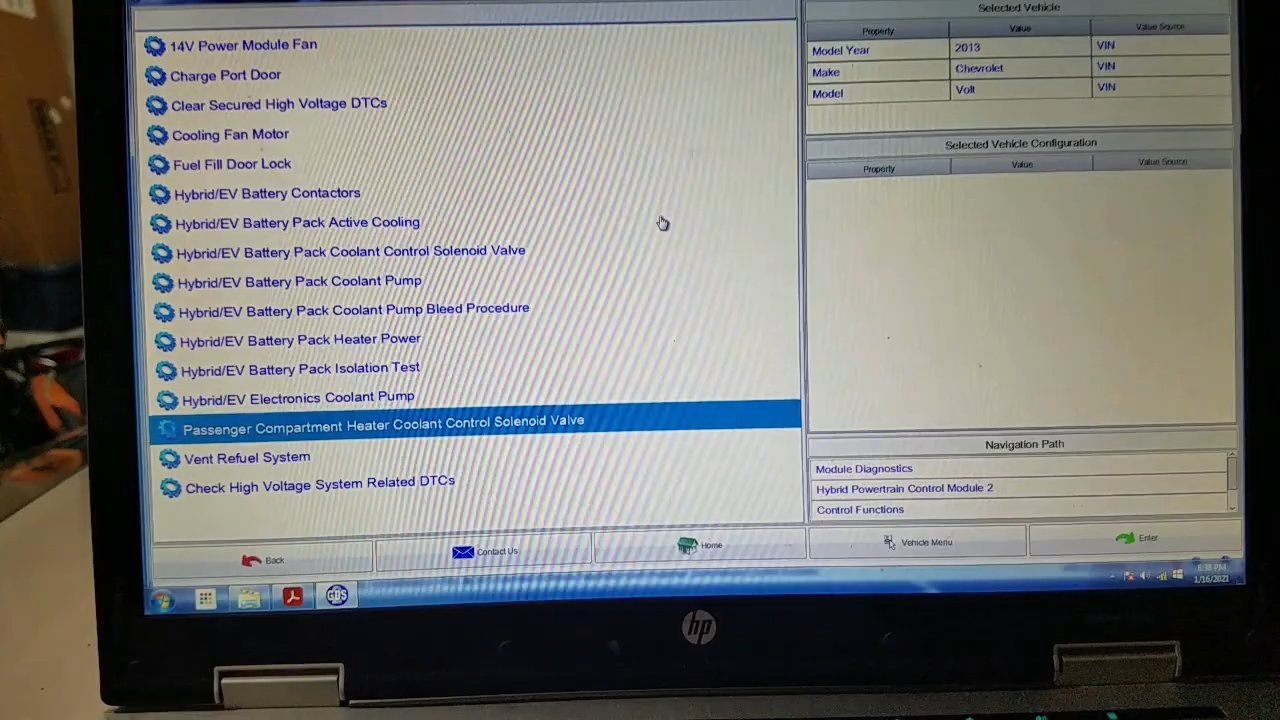 14V Power Module Fan
Charge Port Door
Clear Secured High Voltage DTCs
Cooling Fan Motor
Fuel Fill Door Lock
Hybrid/EV Battery Contactors
Hybrid/EV Battery Pack Active Cooling
Hybrid/EV Battery Pack Coolant Control Solenoid Valve
Hybrid/EV Battery Pack Coolant Pump
Hybrid/EV Battery Pack Coolant Pump Bleed Procedure
Hybrid/EV Battery Pack Heater Power
Hybrid/EV Battery Pack Isolation Test
Hybrid/EV Electronics Coolant Pump
Passenger Compartment Heater Coolant Control Solenoid Valve
Vent Refuel System
Check High Voltage System Related DTCs
Selected Vehicle
Property Value Value Source
Model Year 2013 VIN
Make Chevrolet VIN
Model Volt VIN
Selected Vehicle Configuration
Property Value Value Source
Navigation Path
Module Diagnostics
Hybrid Powertrain Control Module 2
Control Functions
Back Contact Us Home Vehicle Menu Enter
GDS
8:38 PM
1/16/2021
hp